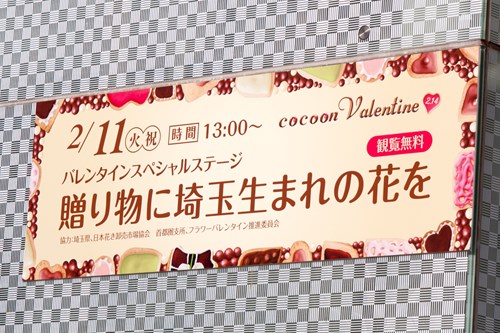 2/11 火・祝 時間 13:00～ cocoon Valentine 2.14
バレンタインスペシャルステージ 観覧無料
贈り物に埼玉生まれの花を
協力:埼玉県、日本花き卸売市場協会 首都圏支所、フラワーバレンタイン推進委員会